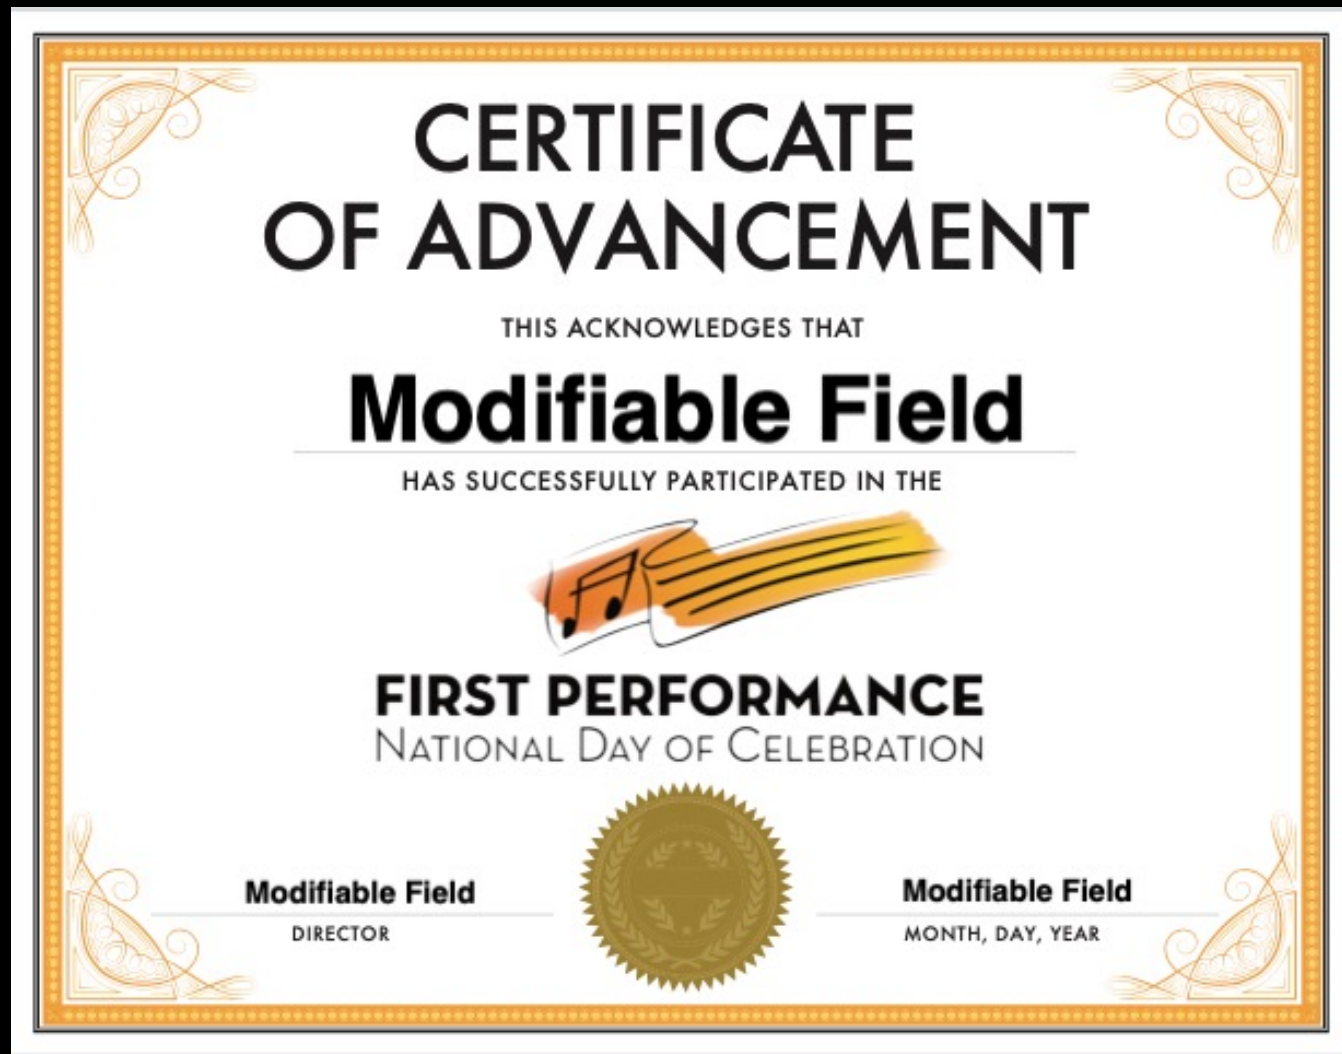 CERTIFICATE
OF ADVANCEMENT
THIS ACKNOWLEDGES THAT
Modifiable Field
HAS SUCCESSFULLY PARTICIPATED IN THE
FIRST PERFORMANCE
NATIONAL DAY OF CELEBRATION
Modifiable Field
DIRECTOR
Modifiable Field
MONTH, DAY, YEAR